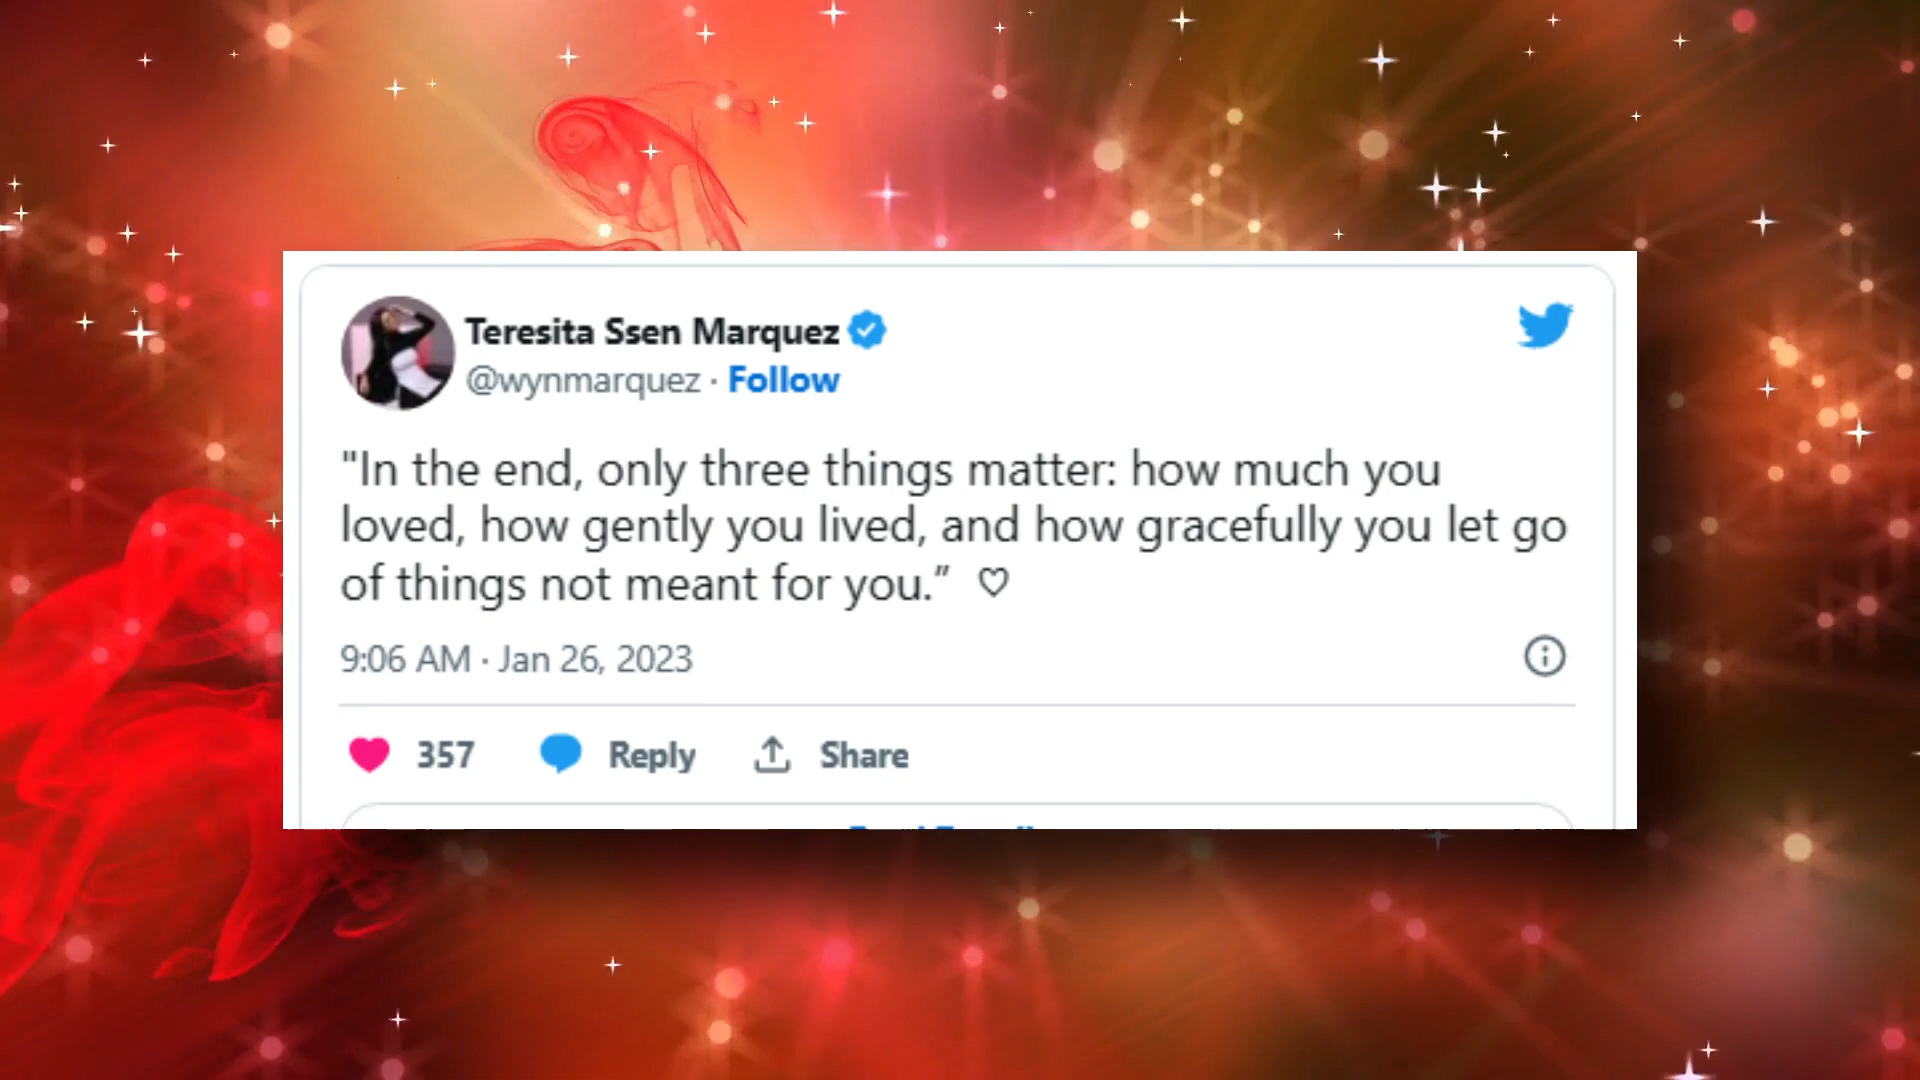 Teresita Ssen Marquez
@wynmarquez · Follow
"In the end, only three things matter: how much you
loved, how gently you lived, and how gracefully you let go
of things not meant for you.” ♡
9:06 AM · Jan 26, 2023
357 Reply Share